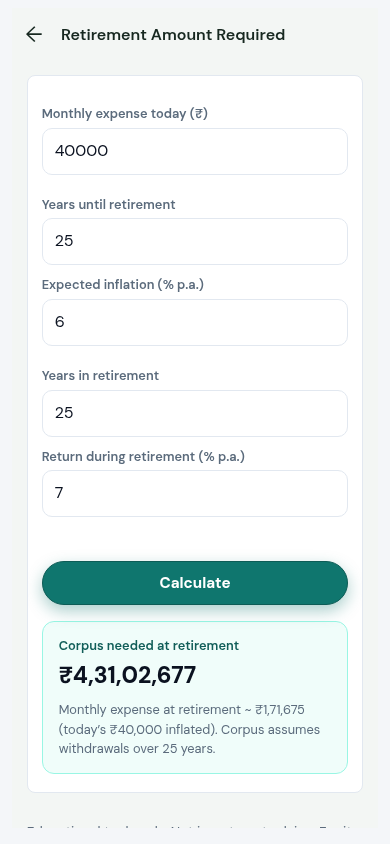 Retirement Amount Required
Monthly expense today (₹)
40000
Years until retirement
25
Expected inflation (% p.a.)
6
Years in retirement
25
Return during retirement (% p.a.)
7
Calculate
Corpus needed at retirement
₹4,31,02,677
Monthly expense at retirement ~ ₹1,71,675
(today’s ₹40,000 inflated). Corpus assumes
withdrawals over 25 years.